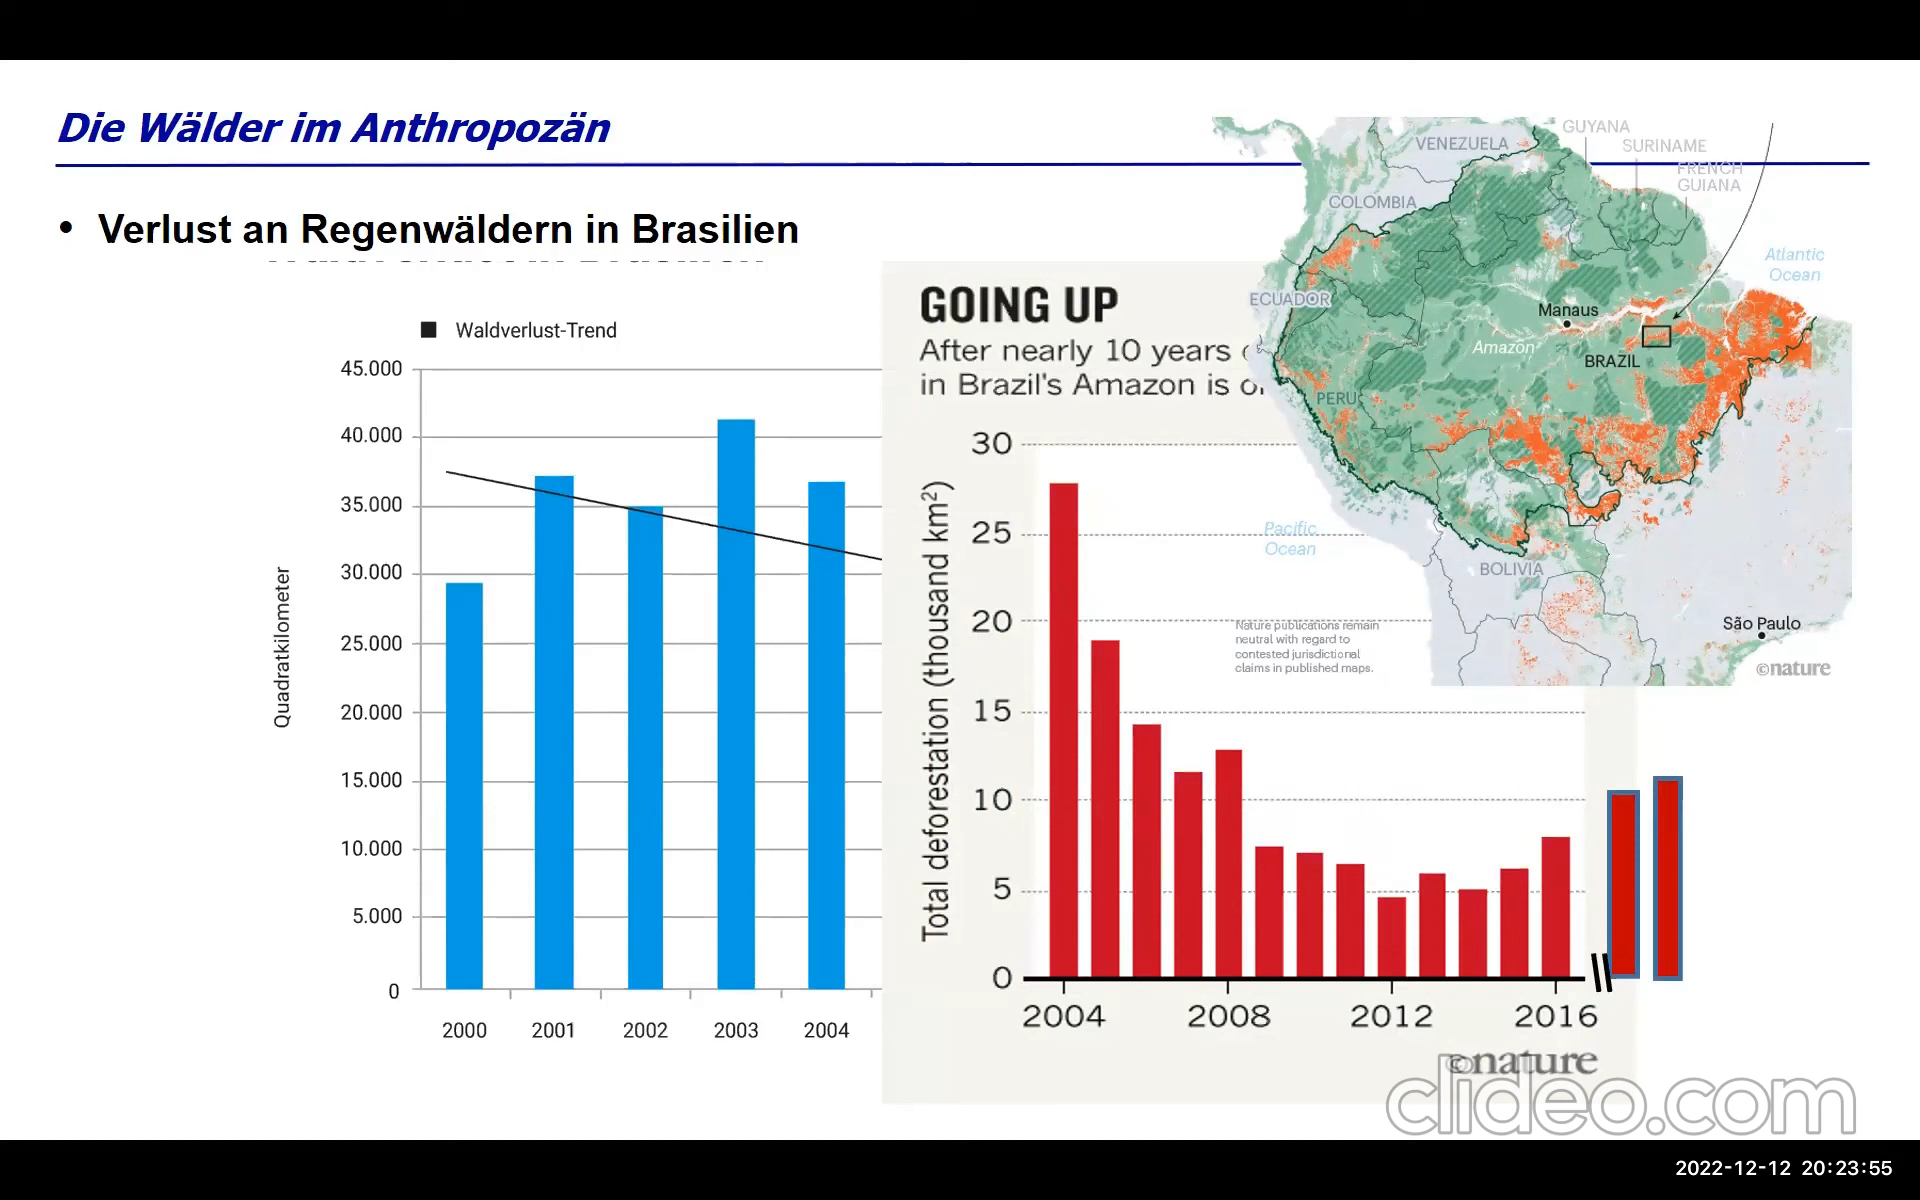 Die Wälder im Anthropozän
• Verlust an Regenwäldern in Brasilien
Waldverlust-Trend
45.000
40.000
35.000
30.000
25.000
20.000
15.000
10.000
5.000
0
Quadratkilometer
2000 2001 2002 2003 2004
GOING UP
After nearly 10 years
in Brazil's Amazon is
Total deforestation (thousand km²)
30
25
20
15
10
5
0
2004 2008 2012 2016
©nature
GUYANA
SURINAME
FRENCH
GUIANA
VENEZUELA
COLOMBIA
Atlantic
Ocean
ECUADOR
Manaus
Amazon
BRAZIL
PERU
Pacific
Ocean
BOLIVIA
São Paulo
Nature publications remain
neutral with regard to
contested jurisdictional
claims in published maps.
©nature
clideo.com
2022-12-12 20:23:55